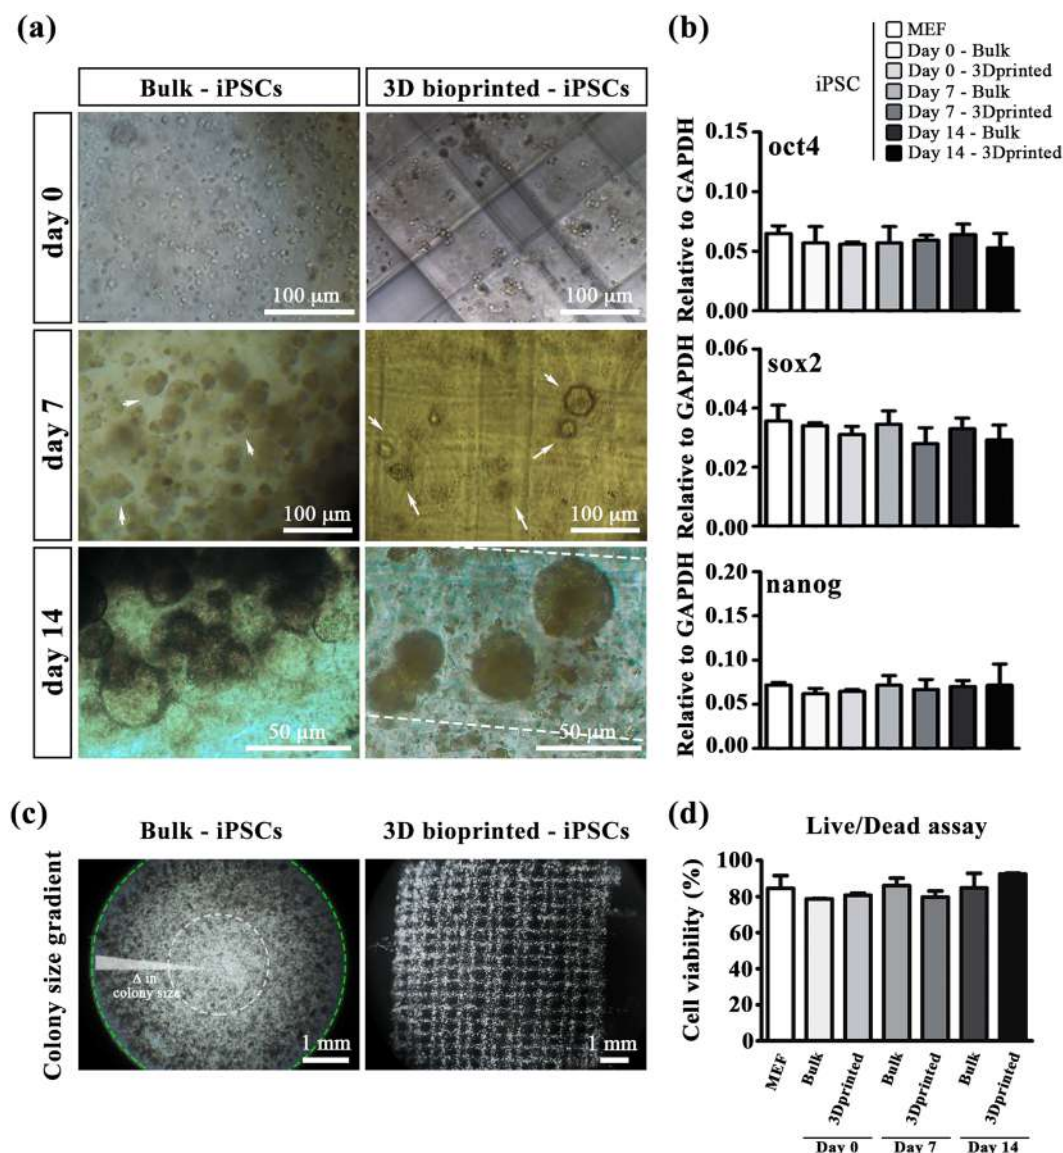 (a)
Bulk - iPSCs
3D bioprinted - iPSCs
day 0
100 µm
100 µm
day 7
100 µm
100 µm
day 14
50 µm
50 µm
(b)
iPSC
MEF
Day 0 - Bulk
Day 0 - 3Dprinted
Day 7 - Bulk
Day 7 - 3Dprinted
Day 14 - Bulk
Day 14 - 3Dprinted
Relative to GAPDH
0.15
0.10
0.05
0.00
oct4
Relative to GAPDH
0.06
0.04
0.02
0.00
sox2
Relative to GAPDH
0.20
0.15
0.10
0.05
0.00
nanog
(c)
Bulk - iPSCs
3D bioprinted - iPSCs
Colony size gradient
Δ in
colony size
1 mm
1 mm
(d)
Live/Dead assay
Cell viability (%)
100
80
60
40
20
0
MEF
Bulk
3Dprinted
Bulk
3Dprinted
Bulk
3Dprinted
Day 0
Day 7
Day 14